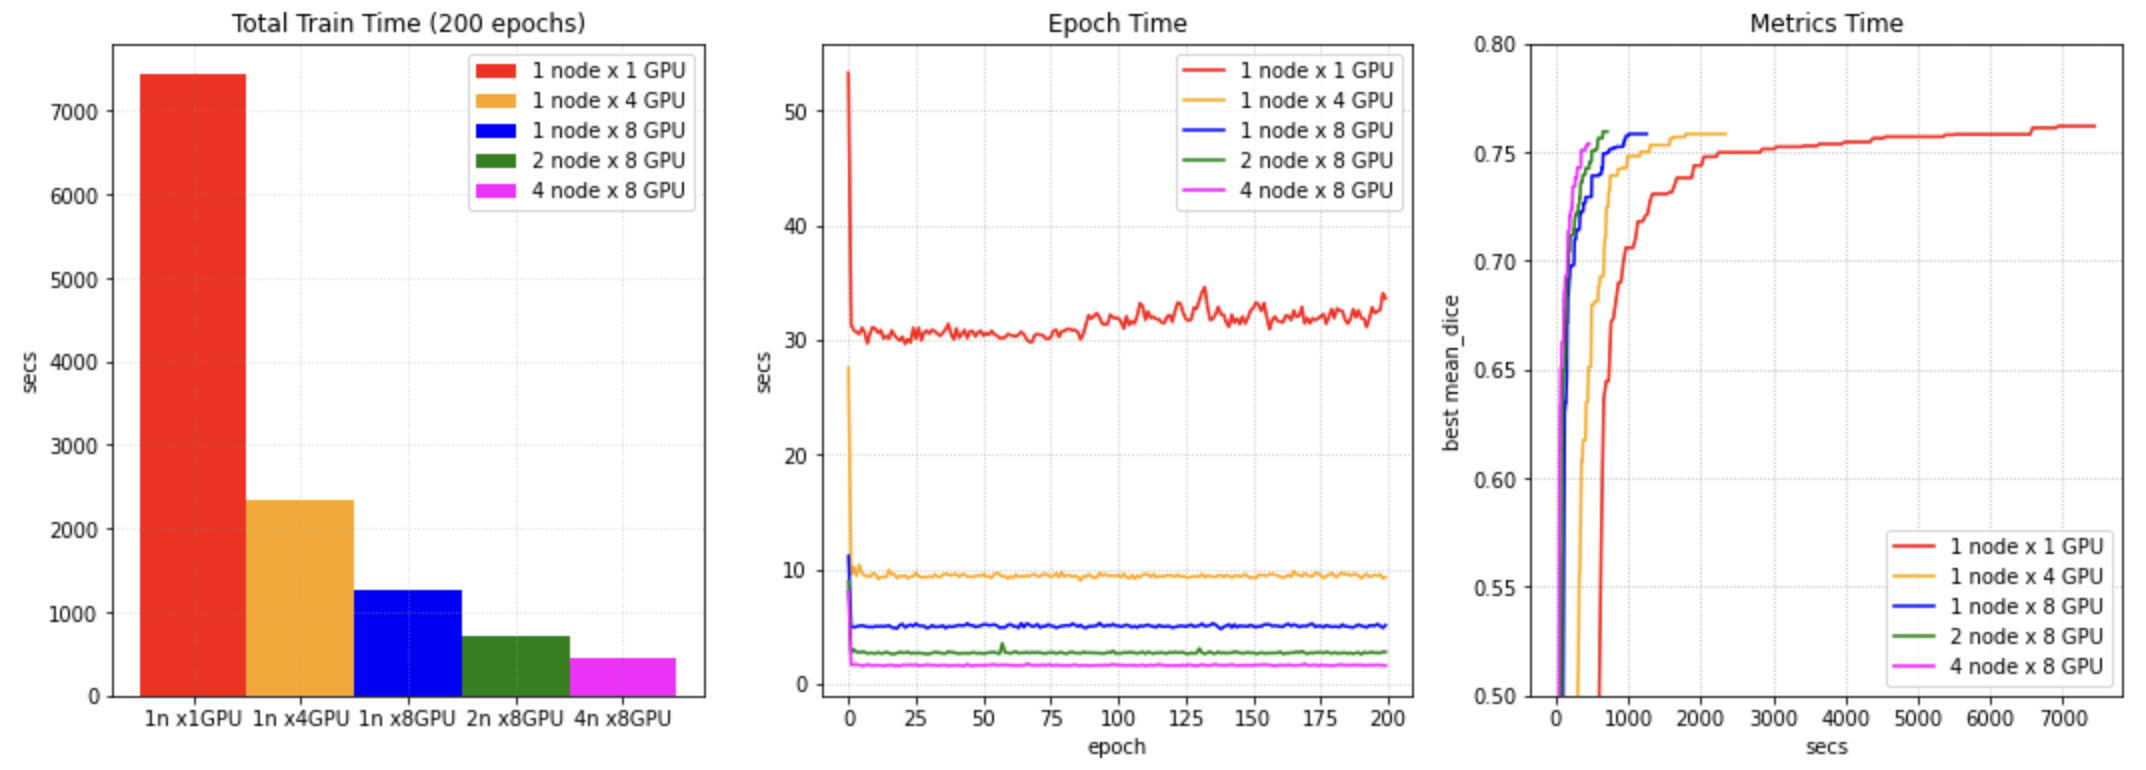 Total Train Time (200 epochs)
secs
7000
6000
5000
4000
3000
2000
1000
0
1n x1GPU 1n x4GPU 1n x8GPU 2n x8GPU 4n x8GPU
1 node x 1 GPU
1 node x 4 GPU
1 node x 8 GPU
2 node x 8 GPU
4 node x 8 GPU
Epoch Time
secs
50
40
30
20
10
0
0 25 50 75 100 125 150 175 200
epoch
1 node x 1 GPU
1 node x 4 GPU
1 node x 8 GPU
2 node x 8 GPU
4 node x 8 GPU
Metrics Time
best mean_dice
0.80
0.75
0.70
0.65
0.60
0.55
0.50
0 1000 2000 3000 4000 5000 6000 7000
secs
1 node x 1 GPU
1 node x 4 GPU
1 node x 8 GPU
2 node x 8 GPU
4 node x 8 GPU